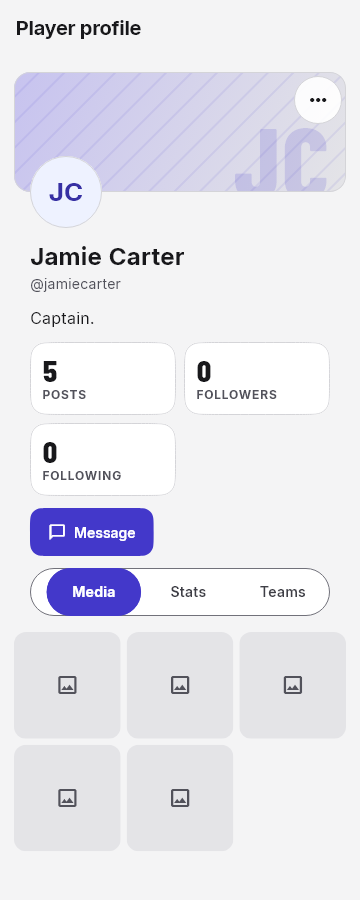 Player profile
JC
JC
Jamie Carter
@jamiecarter
Captain.
5
POSTS
0
FOLLOWERS
0
FOLLOWING
Message
Media Stats Teams